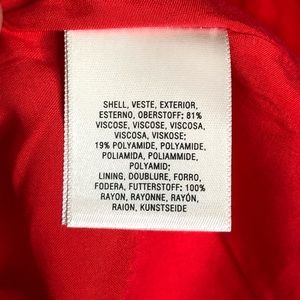 SHELL, VESTE, EXTERIOR,
ESTERNO, OBERSTOFF: 81%
VISCOSE, VISCOSE, VISCOSA,
VISCOSA, VISKOSE;
19% POLYAMIDE, POLYAMIDE,
POLIAMIDA, POLIAMMIDE,
POLYAMID;
LINING, DOUBLURE, FORRO,
FODERA, FUTTERSTOFF: 100%
RAYON, RAYONNE, RAYÓN,
RAION, KUNSTSEIDE